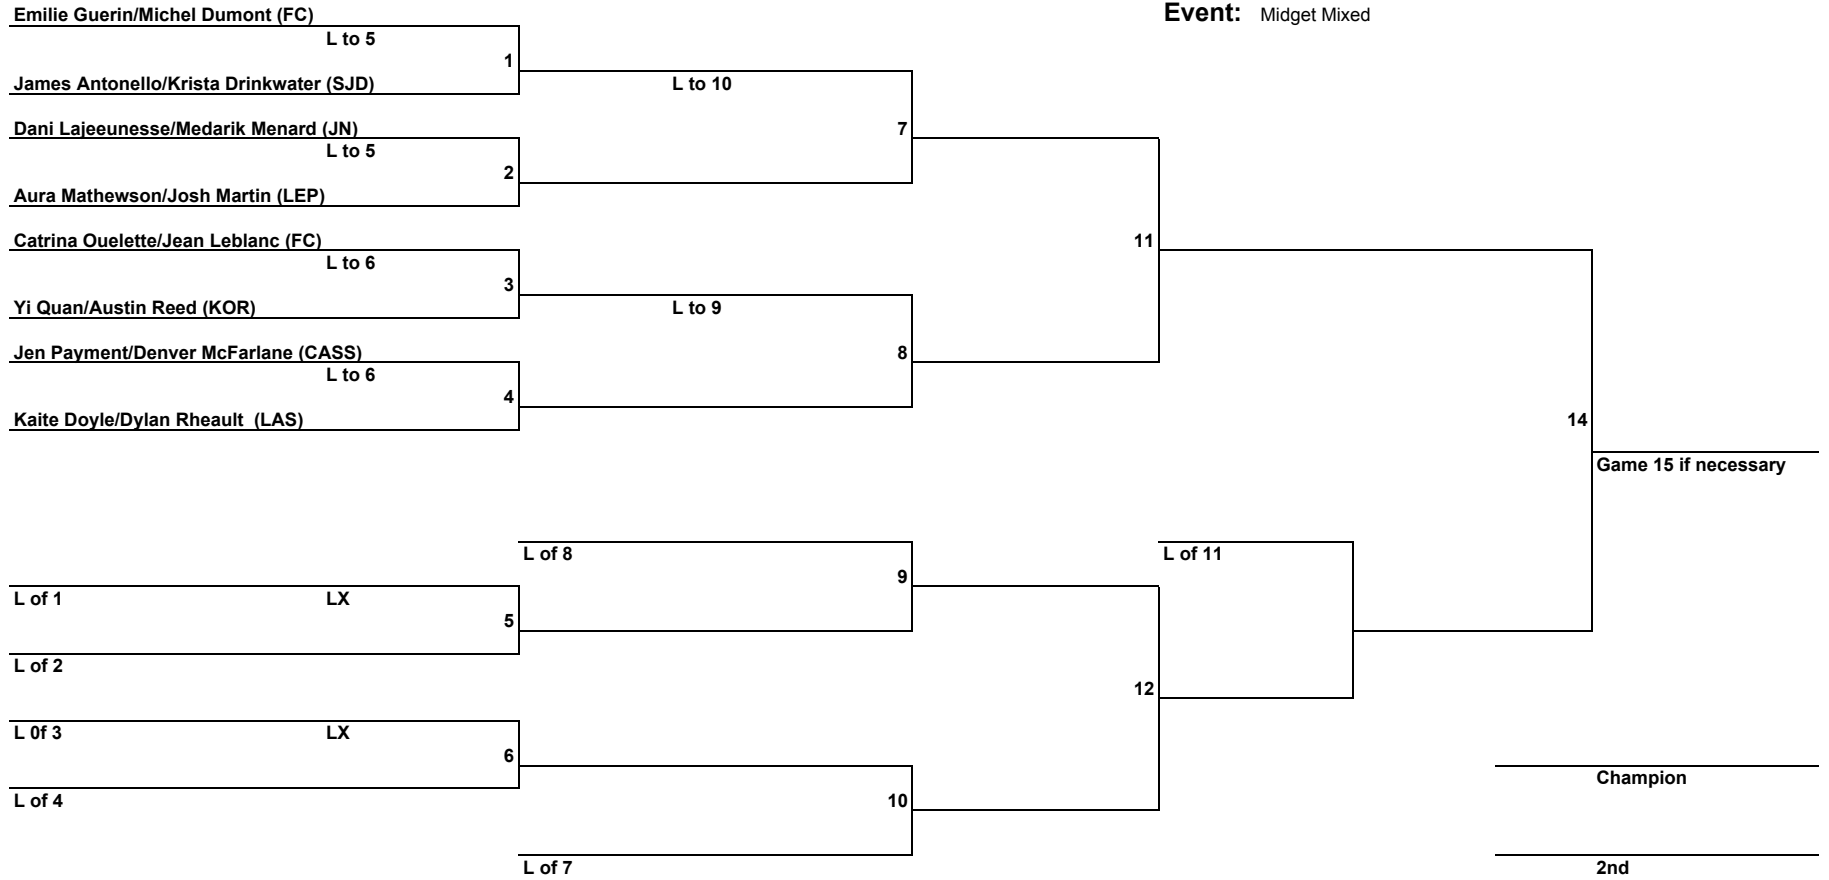 Emilie Guerin/Michel Dumont (FC)
Event: Midget Mixed
L to 5
1
James Antonello/Krista Drinkwater (SJD)
L to 10
Dani Lajeeunesse/Medarik Menard (JN)
7
L to 5
2
Aura Mathewson/Josh Martin (LEP)
Catrina Ouelette/Jean Leblanc (FC)
11
L to 6
3
Yi Quan/Austin Reed (KOR)
L to 9
Jen Payment/Denver McFarlane (CASS)
8
L to 6
4
Kaite Doyle/Dylan Rheault (LAS)
14
Game 15 if necessary
L of 8
L of 11
9
L of 1
LX
5
L of 2
12
L 0f 3
LX
6
Champion
L of 4
10
L of 7
2nd